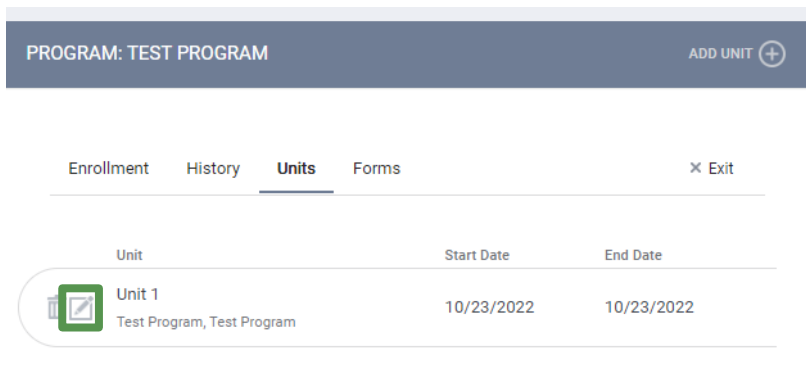 PROGRAM: TEST PROGRAM ADD UNIT
Enrollment History Units Forms × Exit
Unit Start Date End Date
Unit 1 10/23/2022 10/23/2022
Test Program, Test Program